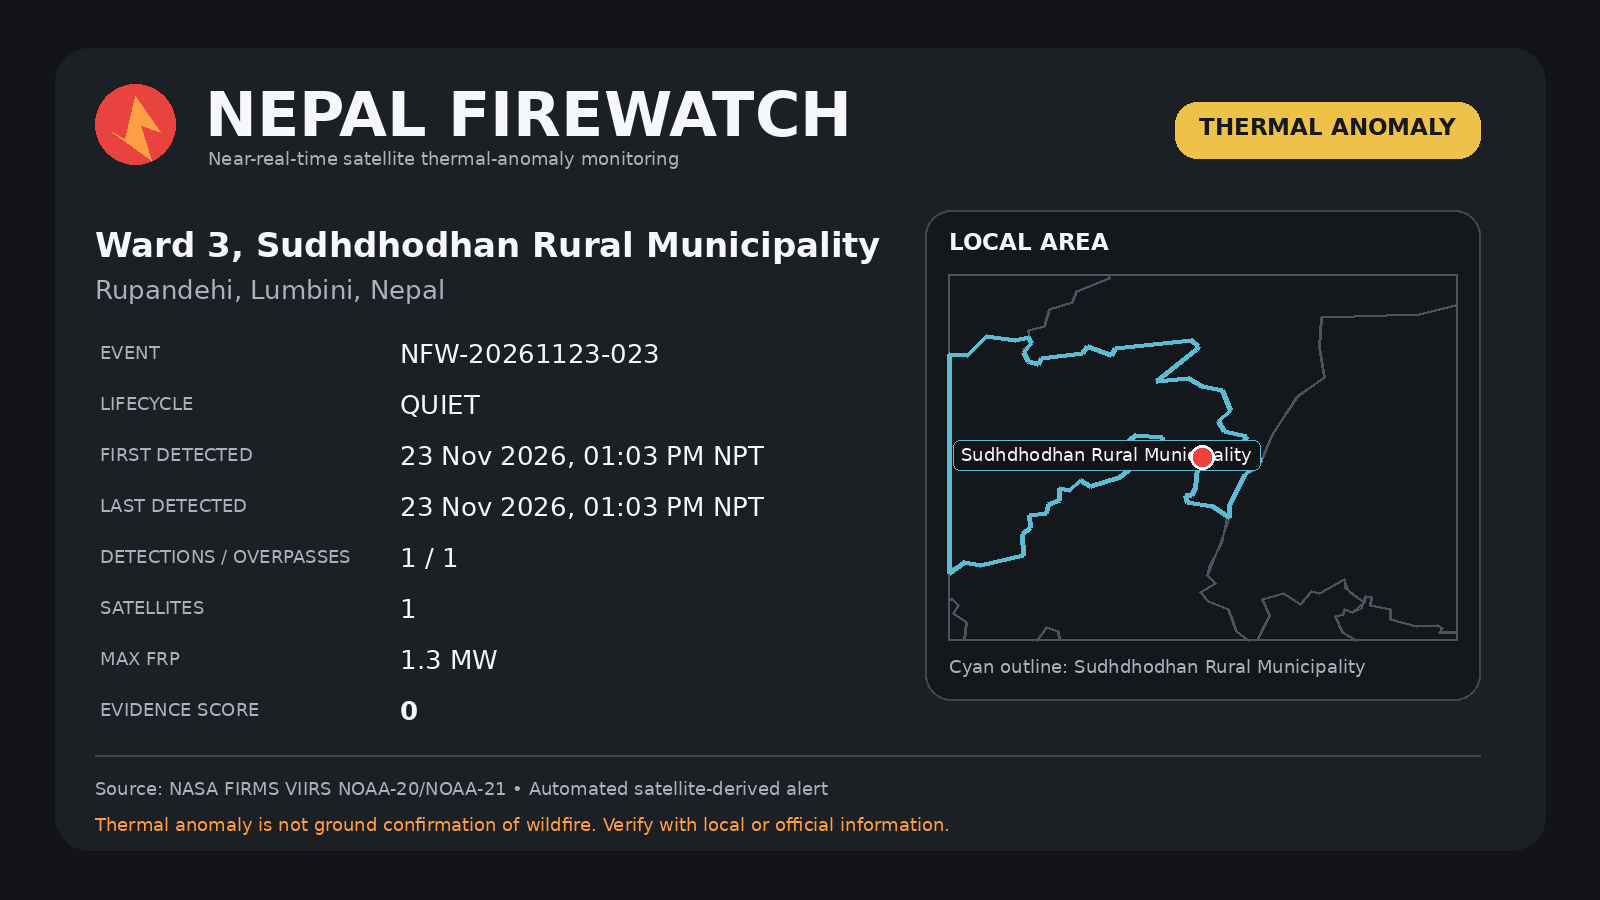 NEPAL FIREWATCH
Near-real-time satellite thermal-anomaly monitoring
THERMAL ANOMALY
Ward 3, Sudhdhodhan Rural Municipality
Rupandehi, Lumbini, Nepal
EVENT NFW-20261123-023
LIFECYCLE QUIET
FIRST DETECTED 23 Nov 2026, 01:03 PM NPT
LAST DETECTED 23 Nov 2026, 01:03 PM NPT
DETECTIONS / OVERPASSES 1 / 1
SATELLITES 1
MAX FRP 1.3 MW
EVIDENCE SCORE 0
LOCAL AREA
Sudhdhodhan Rural Municipality
Cyan outline: Sudhdhodhan Rural Municipality
Source: NASA FIRMS VIIRS NOAA-20/NOAA-21 • Automated satellite-derived alert
Thermal anomaly is not ground confirmation of wildfire. Verify with local or official information.